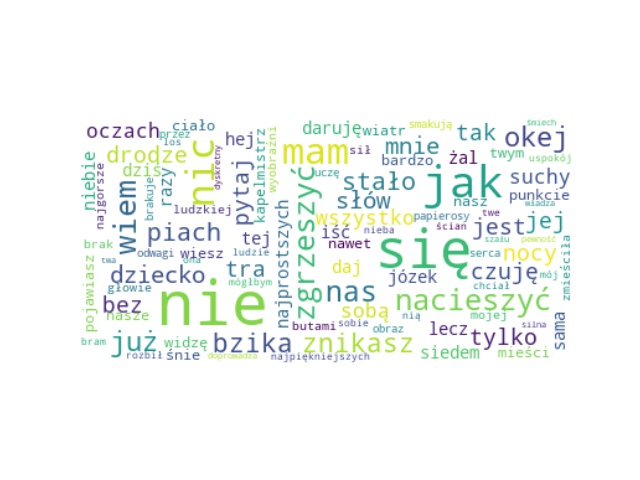 oczach
ciało
hej
daruję
wiatr
smakują
śmiech
tak
okej
drodze
los
przez
kapelmistrz
wyobraźni
mam
sił
mnie
bardzo
żal
twym
uspokój
niebie
najgorsze
dziś
brakuje
razy
nic
dyskretny
pytaj
uczę
stało
jak
suchy
punkcie
wiem
ludzkiej
najprostszych
zgrzeszyć
słów
nasz
miadza
piach
wszystko
papierosy
twe
jest
jej
brak
odwagi
wiesz
tej
iść
nawet
nieba
się
ścian
szału
pewność
pojawiasz
twa
ona
ludzie
serca
nocy
zmieściła
dziecko
tra
mógłbym
daj
józek
czuję
chciał
mój
głowie
bez
nasze
nie
nas
nacieszyć
sobą
mojej
silna
butami
sobie
obraz
nią
lecz
tylko
sama
bram
już
widzę
bzika
znikasz
rozbił
śnie
doprowadza
najpiękniejszych
siedem
mieści